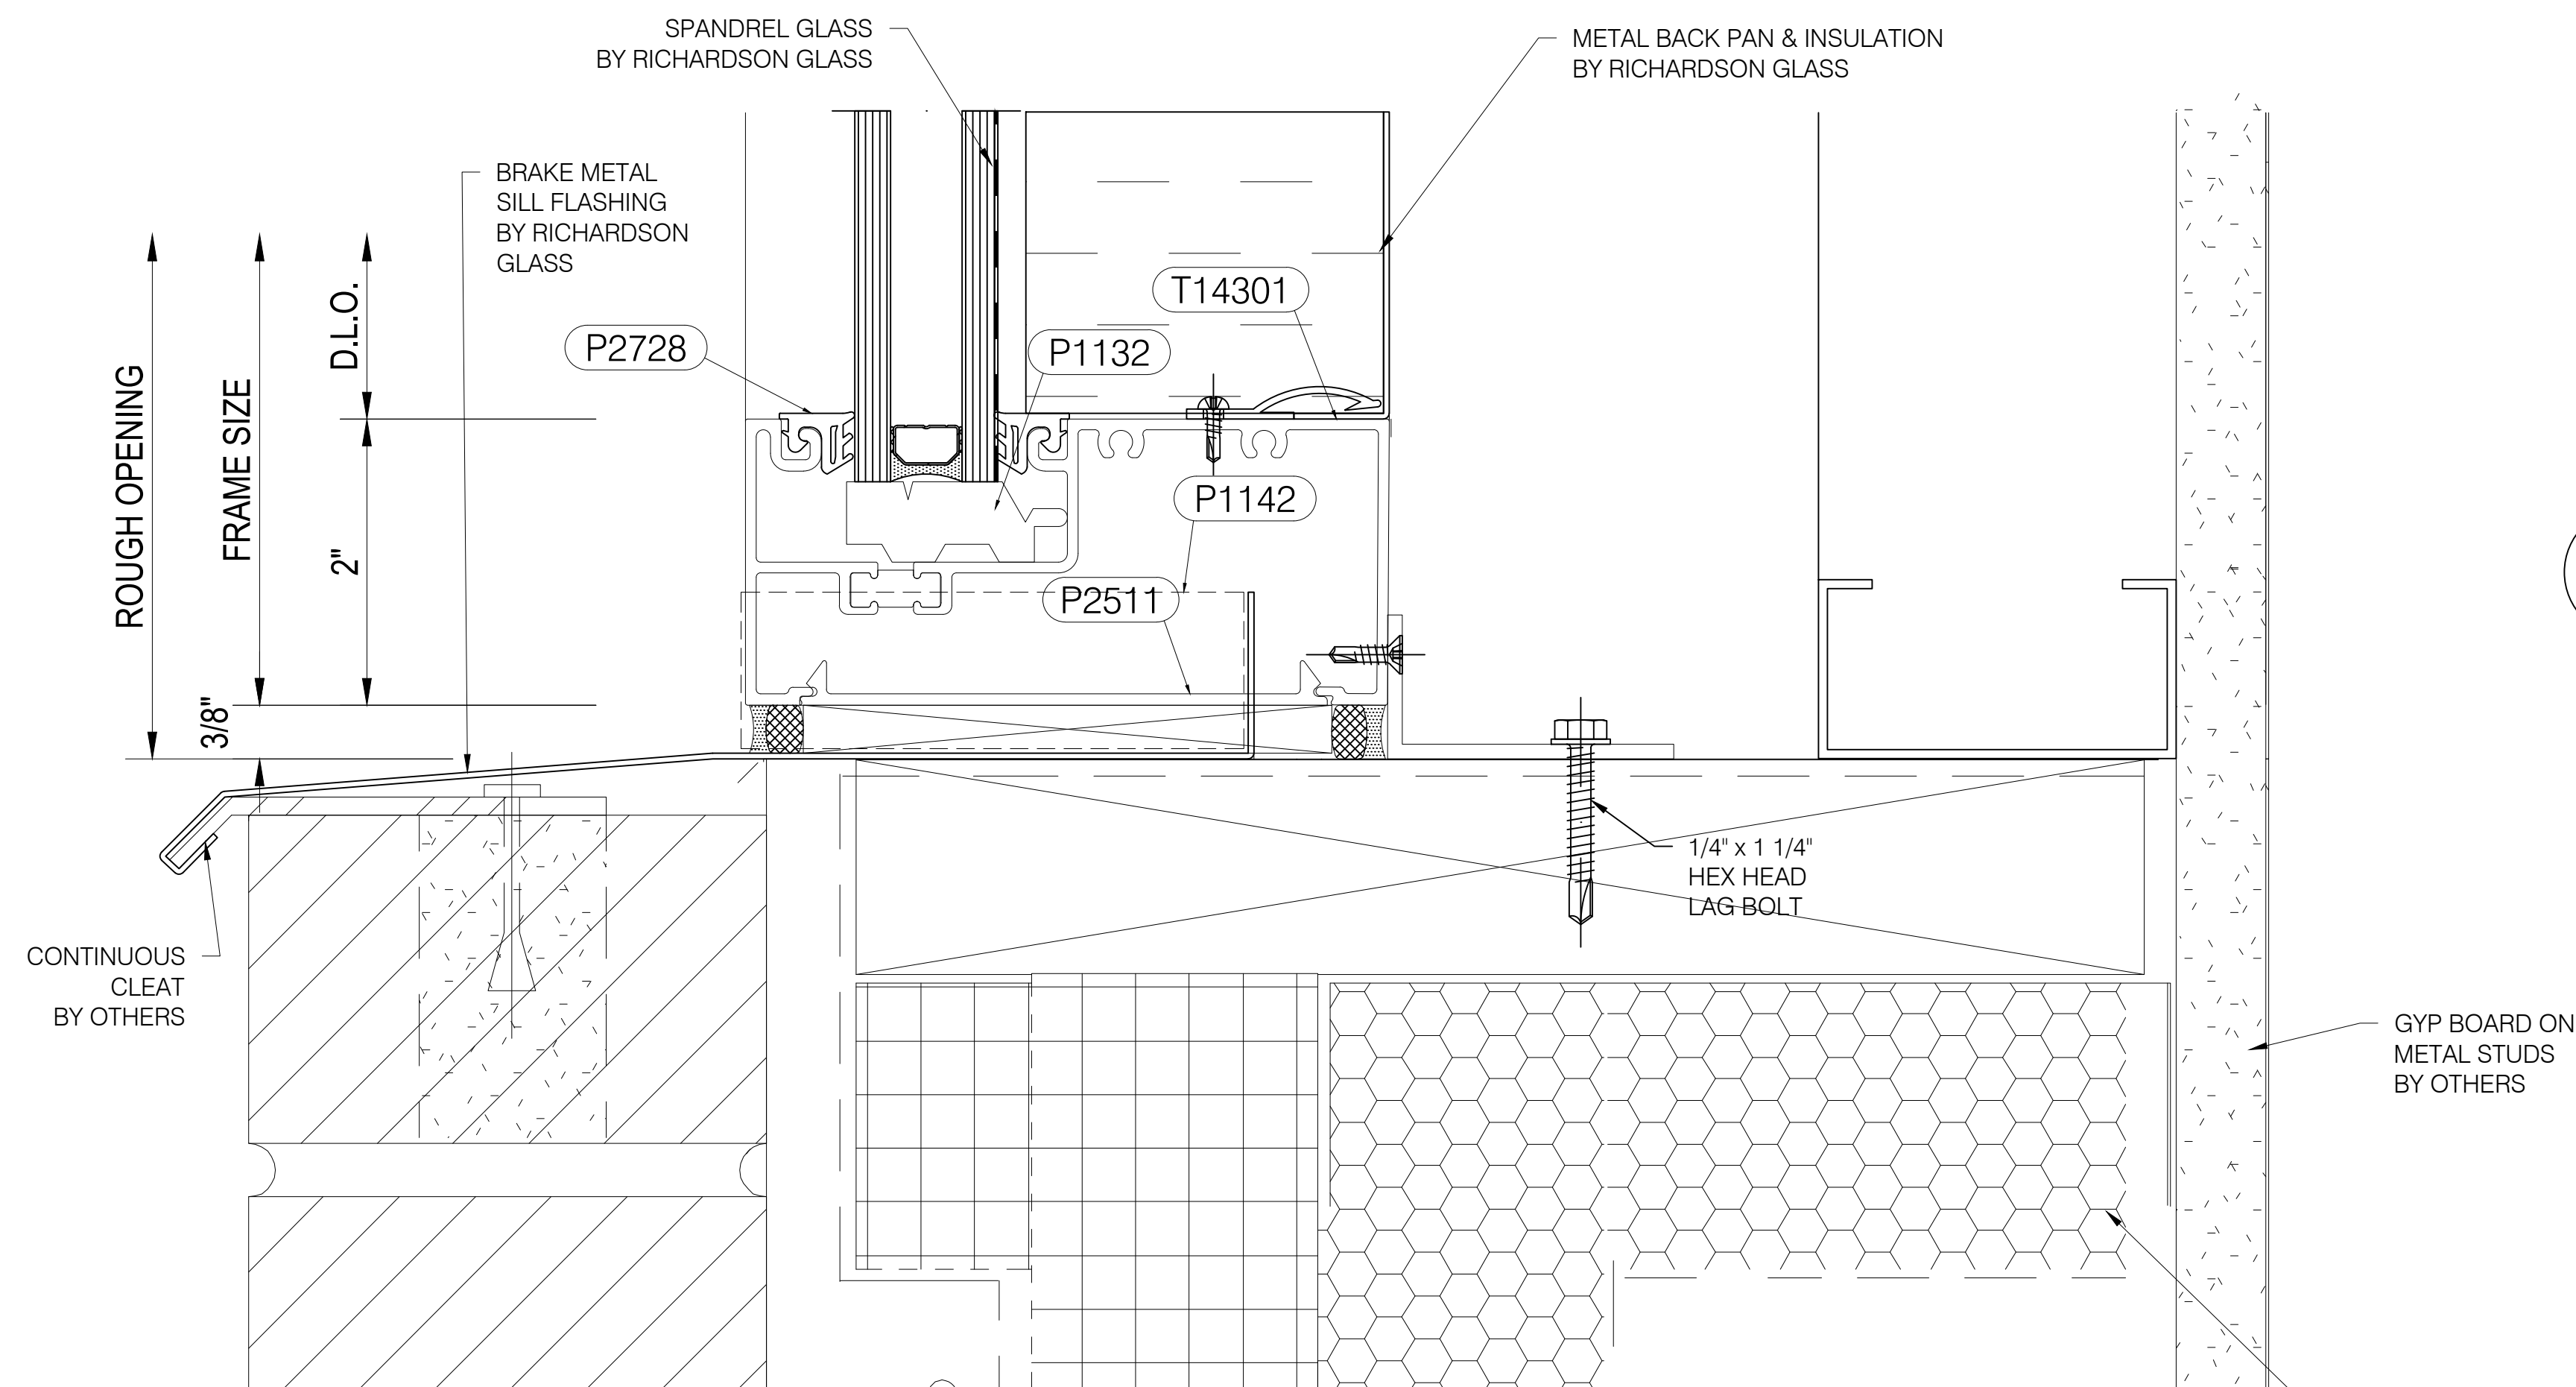 SPANDREL GLASS
BY RICHARDSON GLASS
METAL BACK PAN & INSULATION
BY RICHARDSON GLASS
BRAKE METAL
SILL FLASHING
BY RICHARDSON
GLASS
ROUGH OPENING
FRAME SIZE
D.L.O.
2"
3/8"
P2728
T14301
P1132
P1142
P2511
1/4" x 1 1/4"
HEX HEAD
LAG BOLT
CONTINUOUS
CLEAT
BY OTHERS
GYP BOARD ON
METAL STUDS
BY OTHERS